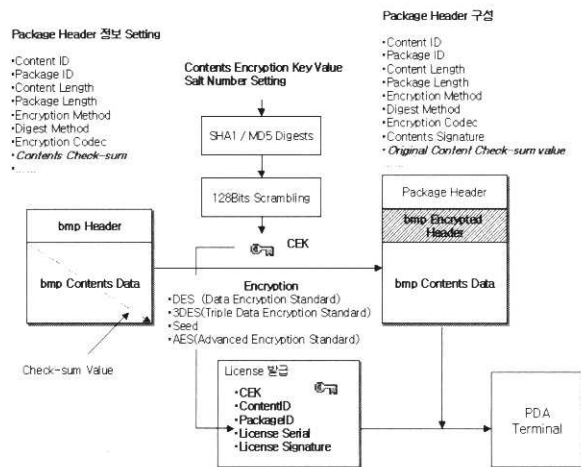 Package Header 정보 Setting
•Content ID
•Package ID
•Content Length
•Package Length
•Encryption Method
•Digest Method
•Encryption Codec
•Contents Check-sum
•......
Contents Encryption Key Value
Salt Number Setting
SHA1 / MD5 Digests
128Bits Scrambling
CEK
Package Header 구성
•Content ID
•Package ID
•Content Length
•Package Length
•Encryption Method
•Digest Method
•Encryption Codec
•Contents Signature
•Original Content Check-sum value
......
bmp Header
bmp Contents Data
Check-sum Value
Package Header
bmp Encrypted
Header
bmp Contents Data
Encryption
•DES (Data Encryption Standard)
•3DES(Triple Data Encryption Standard)
•Seed
•AES(Advanced Encryption Standard)
License 발급
•CEK
•ContentID
•PackageID
•License Serial
•License Signature
PDA
Terminal